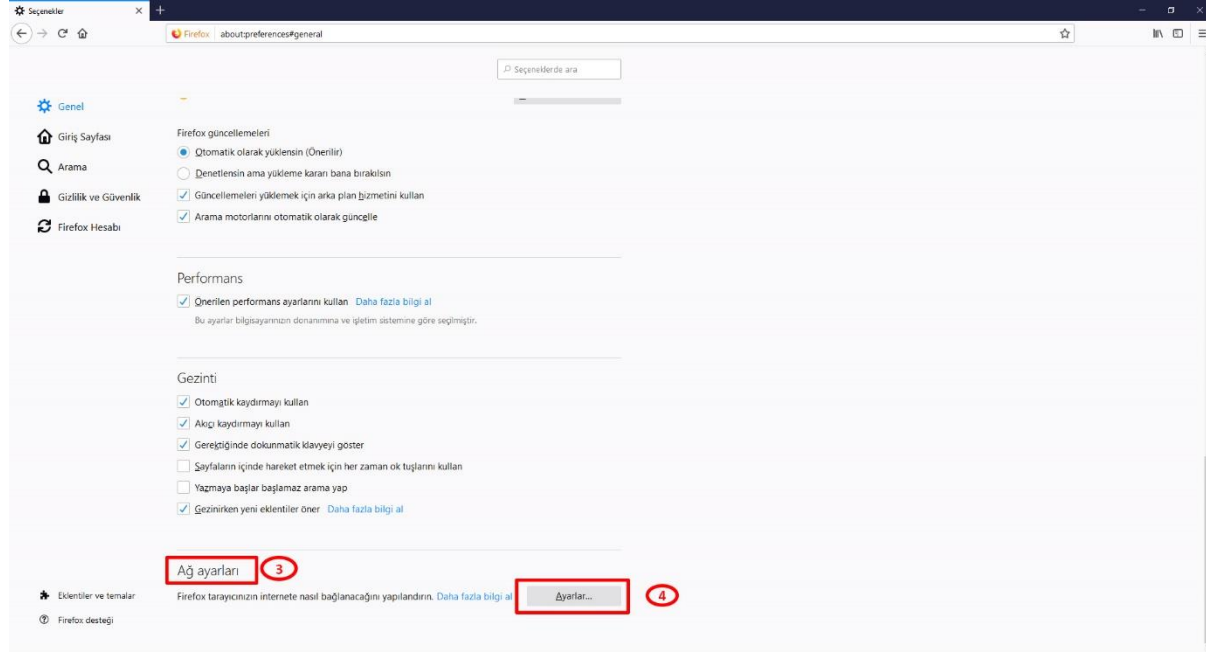 Seçenekler
Firefox about:preferences#general
Seçeneklerde ara
Genel
Giriş Sayfası
Arama
Gizlilik ve Güvenlik
Firefox Hesabı
Firefox güncellemeleri
Otomatik olarak yüklensin (Önerilir)
Denetlensin ama yükleme kararı bana bırakılsın
Güncellemeleri yüklemek için arka plan hizmetini kullan
Arama motorlarını otomatik olarak güncelle
Performans
Önerilen performans ayarlarını kullan Daha fazla bilgi al
Bu ayarlar bilgisayarınızın donanımına ve işletim sistemine göre seçilmiştir.
Gezinti
Otomatik kaydırmayı kullan
Akıcı kaydırmayı kullan
Gerektiğinde dokunmatik klavyeyi göster
Sayfaların içinde hareket etmek için her zaman ok tuşlarını kullan
Yazmaya başlar başlamaz arama yap
Gezinirken yeni eklentiler öner Daha fazla bilgi al
Ağ ayarları 3
Firefox tarayıcınızın internete nasıl bağlanacağını yapılandırın. Daha fazla bilgi al Ayarlar... 4
Eklentiler ve temalar
Firefox desteği